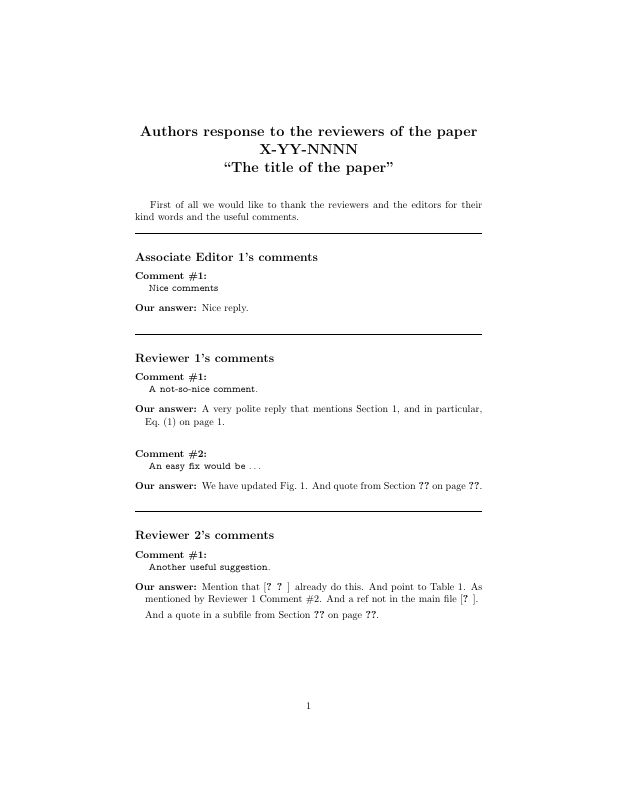 Authors response to the reviewers of the paper
X-YY-NNNN
“The title of the paper”
First of all we would like to thank the reviewers and the editors for their
kind words and the useful comments.
Associate Editor 1’s comments
Comment #1:
Nice comments
Our answer: Nice reply.
Reviewer 1’s comments
Comment #1:
A not-so-nice comment.
Our answer: A very polite reply that mentions Section 1, and in particular,
Eq. (1) on page 1.
Comment #2:
An easy fix would be . . .
Our answer: We have updated Fig. 1. And quote from Section ?? on page ??.
Reviewer 2’s comments
Comment #1:
Another useful suggestion.
Our answer: Mention that [? ? ] already do this. And point to Table 1. As
mentioned by Reviewer 1 Comment #2. And a ref not in the main file [? ].
And a quote in a subfile from Section ?? on page ??.
1